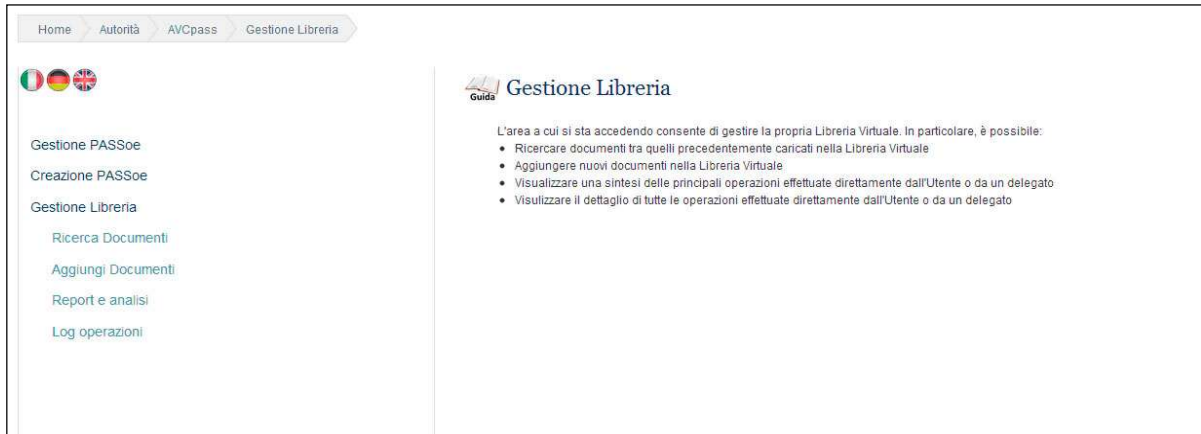 Home Autorità AVCpass Gestione Libreria
Gestione PASSoe
Creazione PASSoe
Gestione Libreria
Ricerca Documenti
Aggiungi Documenti
Report e analisi
Log operazioni
Guida Gestione Libreria
L'area a cui si sta accedendo consente di gestire la propria Libreria Virtuale. In particolare, è possibile:
• Ricercare documenti tra quelli precedentemente caricati nella Libreria Virtuale
• Aggiungere nuovi documenti nella Libreria Virtuale
• Visualizzare una sintesi delle principali operazioni effettuate direttamente dall'Utente o da un delegato
• Visulizzare il dettaglio di tutte le operazioni effettuate direttamente dall'Utente o da un delegato